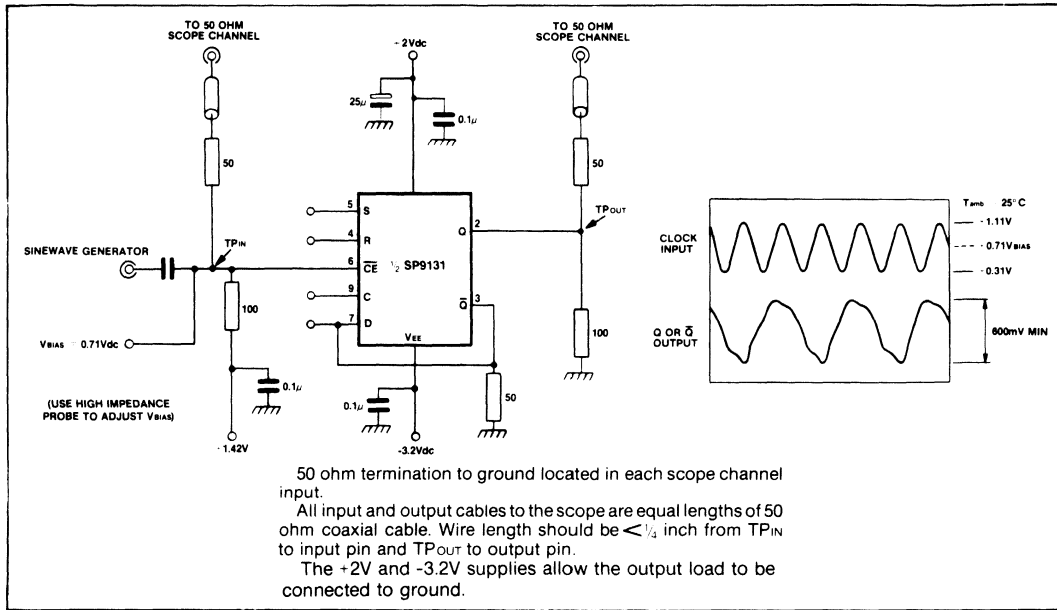 TO 50 OHM
SCOPE CHANNEL
TO 50 OHM
SCOPE CHANNEL
+ 2Vdc
25µ
0.1µ
50
50
TPIN
TPOUT
SINEWAVE GENERATOR
5 S
4 R
6 CE
9 C
7 D
½ SP9131
Q 2
Q̅ 3
VEE
100
100
50
VBIAS = 0.71Vdc
0.1µ
0.1µ
(USE HIGH IMPEDANCE
PROBE TO ADJUST VBIAS)
1.42V
-3.2Vdc
Tamb 25°C
CLOCK
INPUT
1.11V
0.71VBIAS
0.31V
Q OR Q̅
OUTPUT
600mV MIN
50 ohm termination to ground located in each scope channel
input.
All input and output cables to the scope are equal lengths of 50
ohm coaxial cable. Wire length should be < ¼ inch from TPIN
to input pin and TPOUT to output pin.
The +2V and -3.2V supplies allow the output load to be
connected to ground.